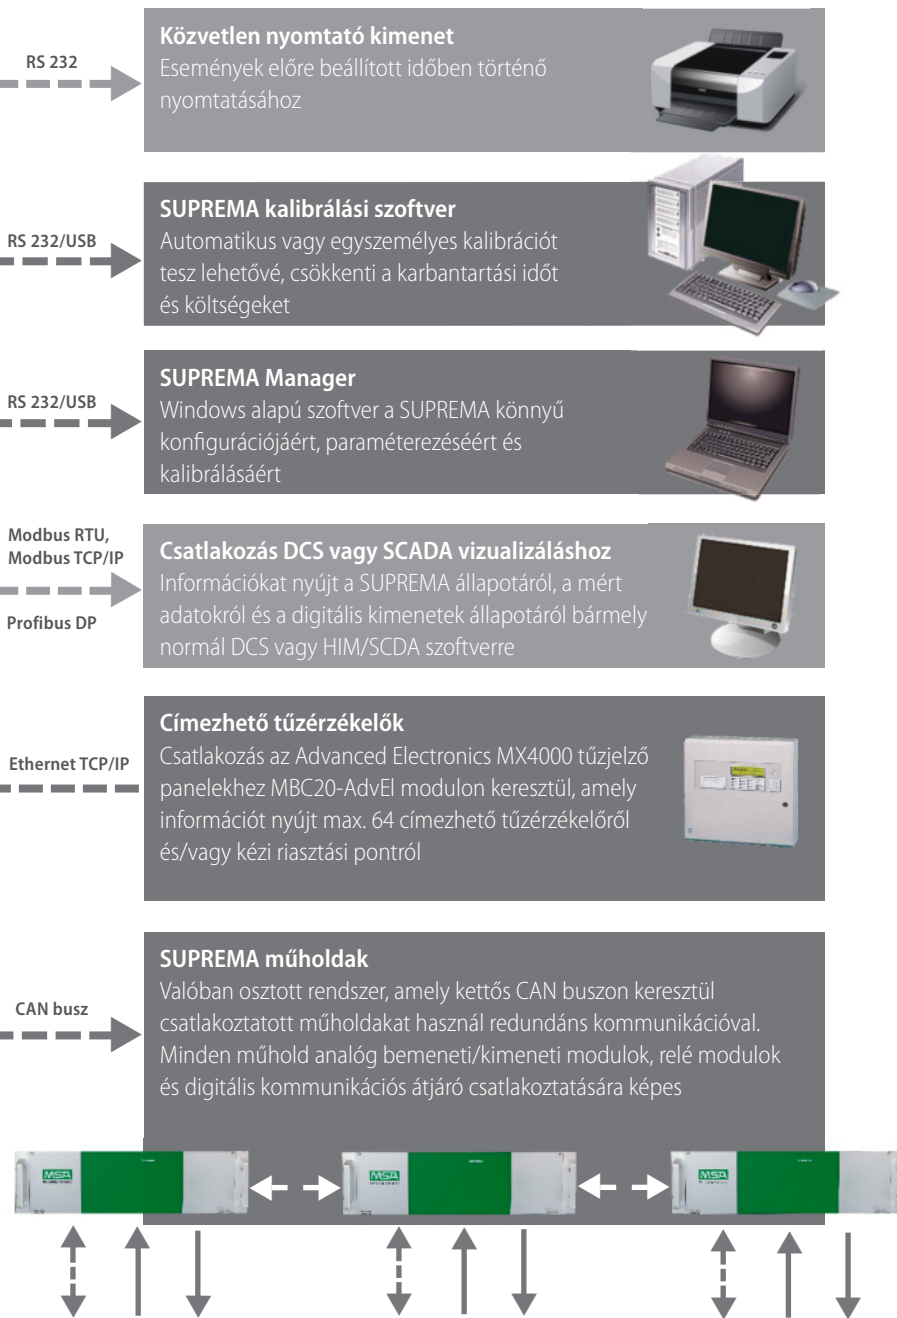 RS 232
Közvetlen nyomtató kimenet
Események előre beállított időben történő
nyomtatásához
RS 232/USB
SUPREMA kalibrálási szoftver
Automatikus vagy egyszemélyes kalibrációt
tesz lehetővé, csökkenti a karbantartási időt
és költségeket
RS 232/USB
SUPREMA Manager
Windows alapú szoftver a SUPREMA könnyű
konfigurációjáért, paraméterezéséért és
kalibrálásáért
Modbus RTU,
Modbus TCP/IP
Profibus DP
Csatlakozás DCS vagy SCADA vizualizáláshoz
Információkat nyújt a SUPREMA állapotáról, a mért
adatokról és a digitális kimenetek állapotáról bármely
normál DCS vagy HIM/SCDA szoftverre
Ethernet TCP/IP
Címezhető tűzérzékelők
Csatlakozás az Advanced Electronics MX4000 tűzjelző
panelekhez MBC20-AdvEl modulon keresztül, amely
információt nyújt max. 64 címezhető tűzérzékelőről
és/vagy kézi riasztási pontról
CAN busz
SUPREMA műholdak
Valóban osztott rendszer, amely kettős CAN buszon keresztül
csatlakoztatott műholdakat használ redundáns kommunikációval.
Minden műhold analóg bemeneti/kimeneti modulok, relé modulok
és digitális kommunikációs átjáró csatlakoztatására képes
MSA
MSA
MSA